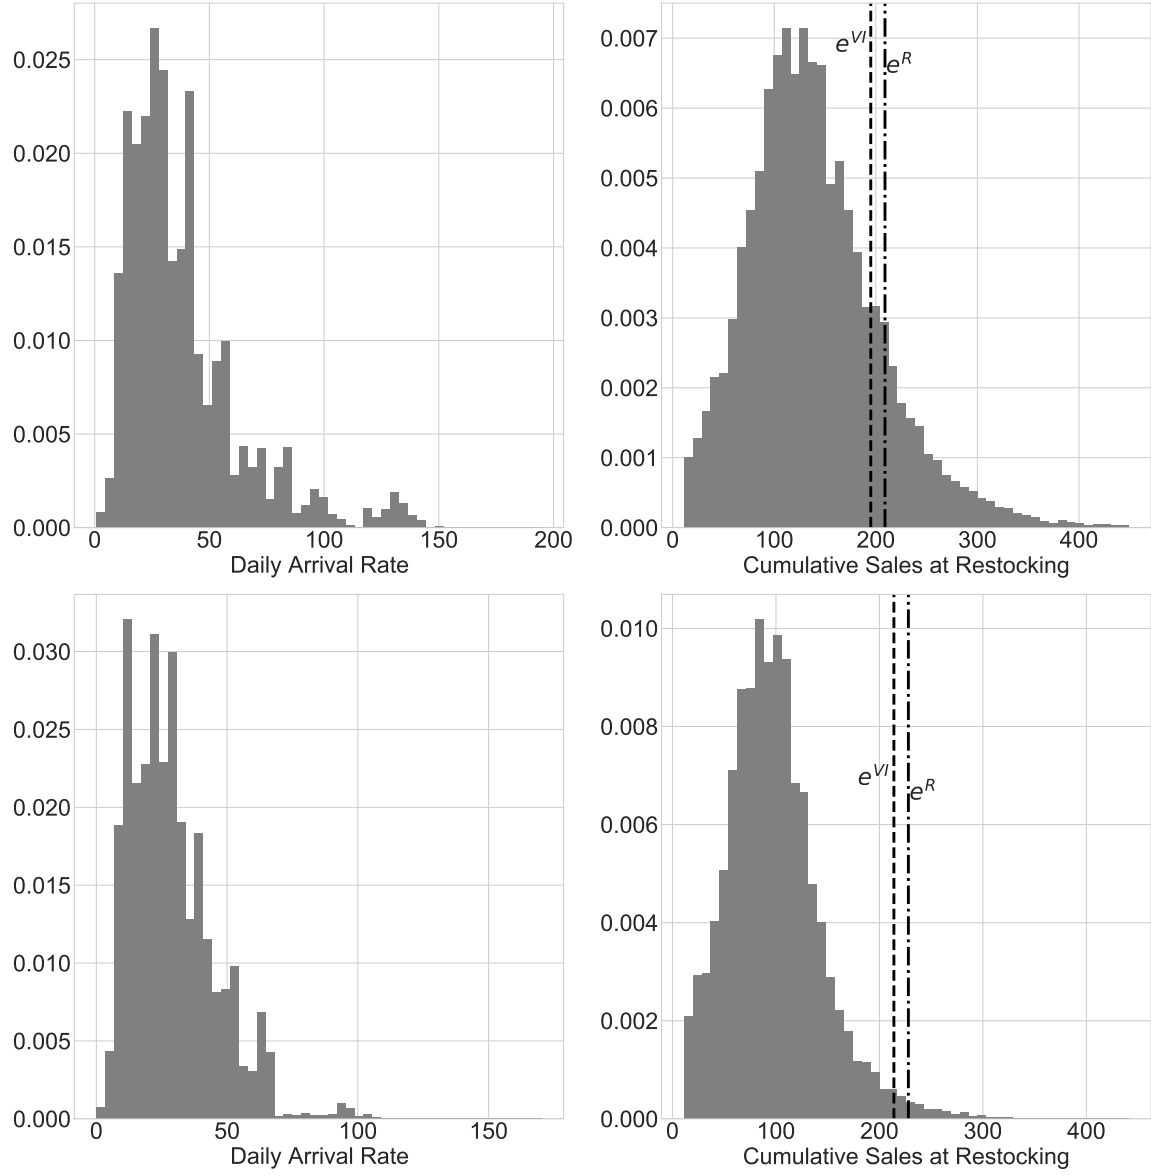 0.025
0.020
0.015
0.010
0.005
0.000
0 50 100 150 200
Daily Arrival Rate
0.007
0.006
0.005
0.004
0.003
0.002
0.001
0.000
e^{VI}
e^{R}
0 100 200 300 400
Cumulative Sales at Restocking
0.030
0.025
0.020
0.015
0.010
0.005
0.000
0 50 100 150
Daily Arrival Rate
0.010
0.008
0.006
0.004
0.002
0.000
e^{VI}
e^{R}
0 100 200 300 400
Cumulative Sales at Restocking